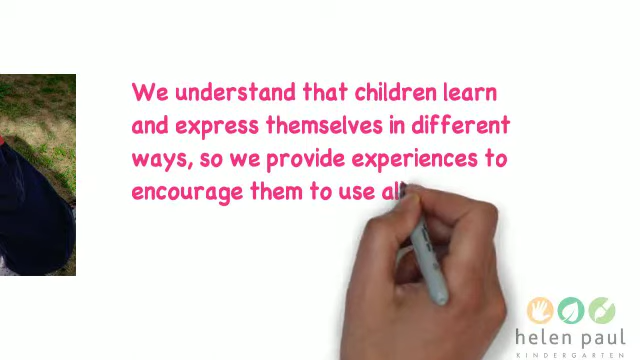 We understand that children learn
and express themselves in different
ways, so we provide experiences to
encourage them to use al
helen paul
KINDERGARTEN